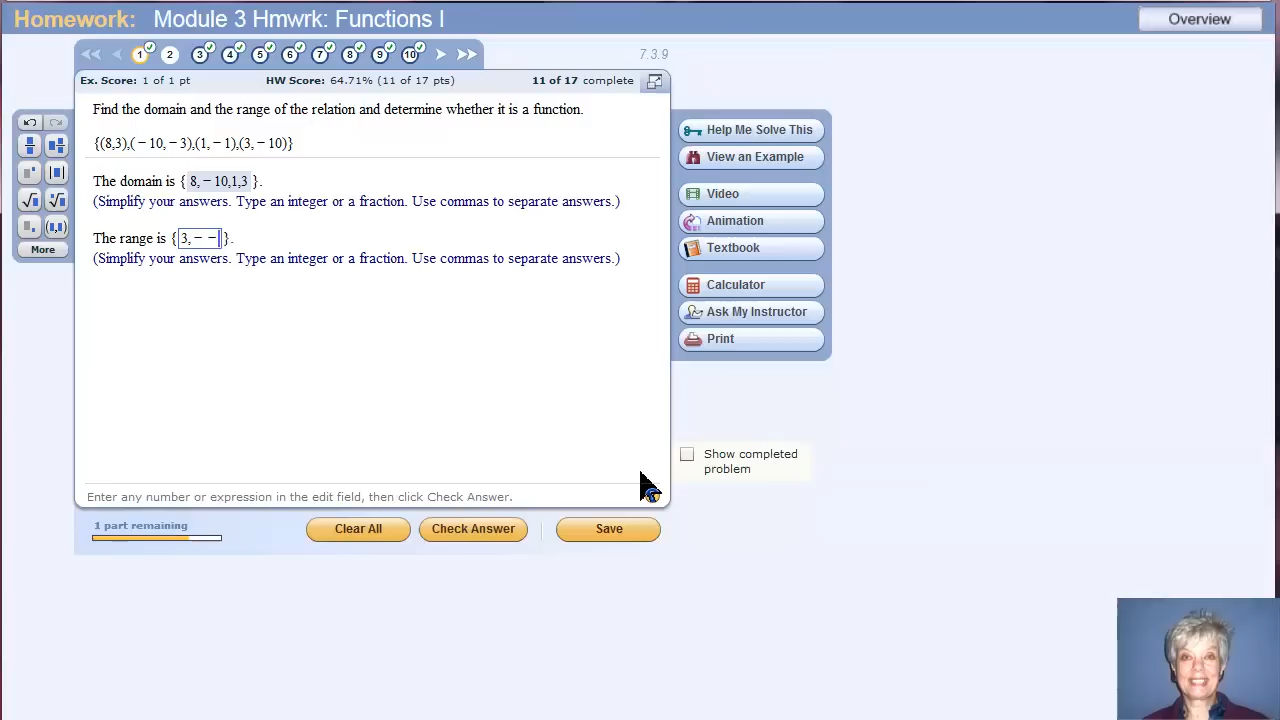 Homework: Module 3 Hmwrk: Functions I
Overview
1 2 3 4 5 6 7 8 9 10
7.3.9
Ex. Score: 1 of 1 pt HW Score: 64.71% (11 of 17 pts) 11 of 17 complete
Find the domain and the range of the relation and determine whether it is a function.
{(8,3),( − 10, − 3),(1, − 1),(3, − 10)}
The domain is { 8, − 10,1,3 }.
(Simplify your answers. Type an integer or a fraction. Use commas to separate answers.)
The range is { 3, − − }.
(Simplify your answers. Type an integer or a fraction. Use commas to separate answers.)
More
Help Me Solve This
View an Example
Video
Animation
Textbook
Calculator
Ask My Instructor
Print
Show completed
problem
Enter any number or expression in the edit field, then click Check Answer.
1 part remaining
Clear All
Check Answer
Save